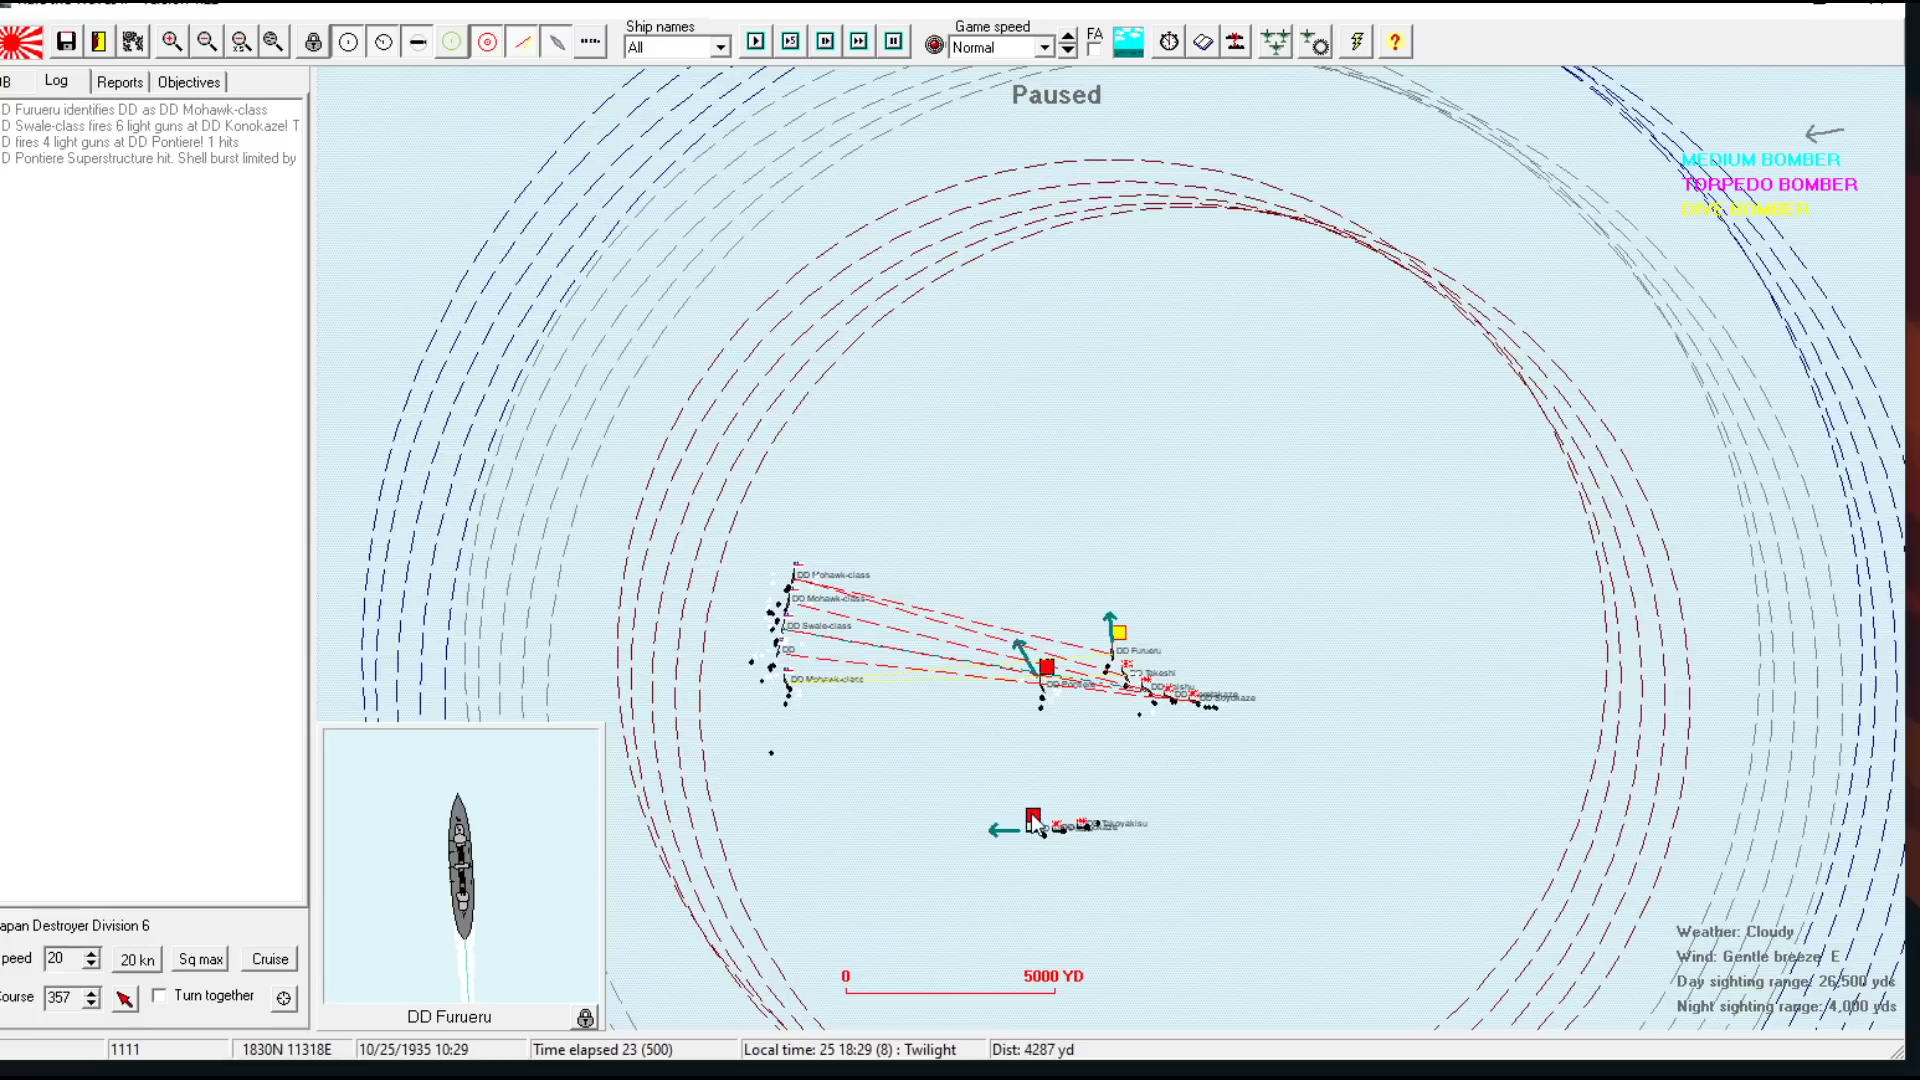 Ship names
All
Game speed
Normal
FA
Log
Reports
Objectives
D Furueru identifies DD as DD Mohawk-class
D Swale-class fires 6 light guns at DD Konokaze! T
D fires 4 light guns at DD Pontiere! 1 hits
D Pontiere Superstructure hit. Shell burst limited by
Paused
MEDIUM BOMBER
TORPEDO BOMBER
DIVE BOMBER
DD Mohawk-class
DD Mohawk-class
DD Swale-class
DD
DD Mohawk-class
DD Furueru
DD Takeshi
DD Pontiere
apan Destroyer Division 6
peed 20 20 kn Sq max Cruise
ourse 357 Turn together
DD Furueru
0 5000 YD
Weather: Cloudy
Wind: Gentle breeze E
Day sighting range: 26,500 yds
Night sighting range: 4,000 yds
1111
1830N 11318E
10/25/1935 10:29
Time elapsed 23 (500)
Local time: 25 18:29 (8) : Twilight
Dist: 4287 yd